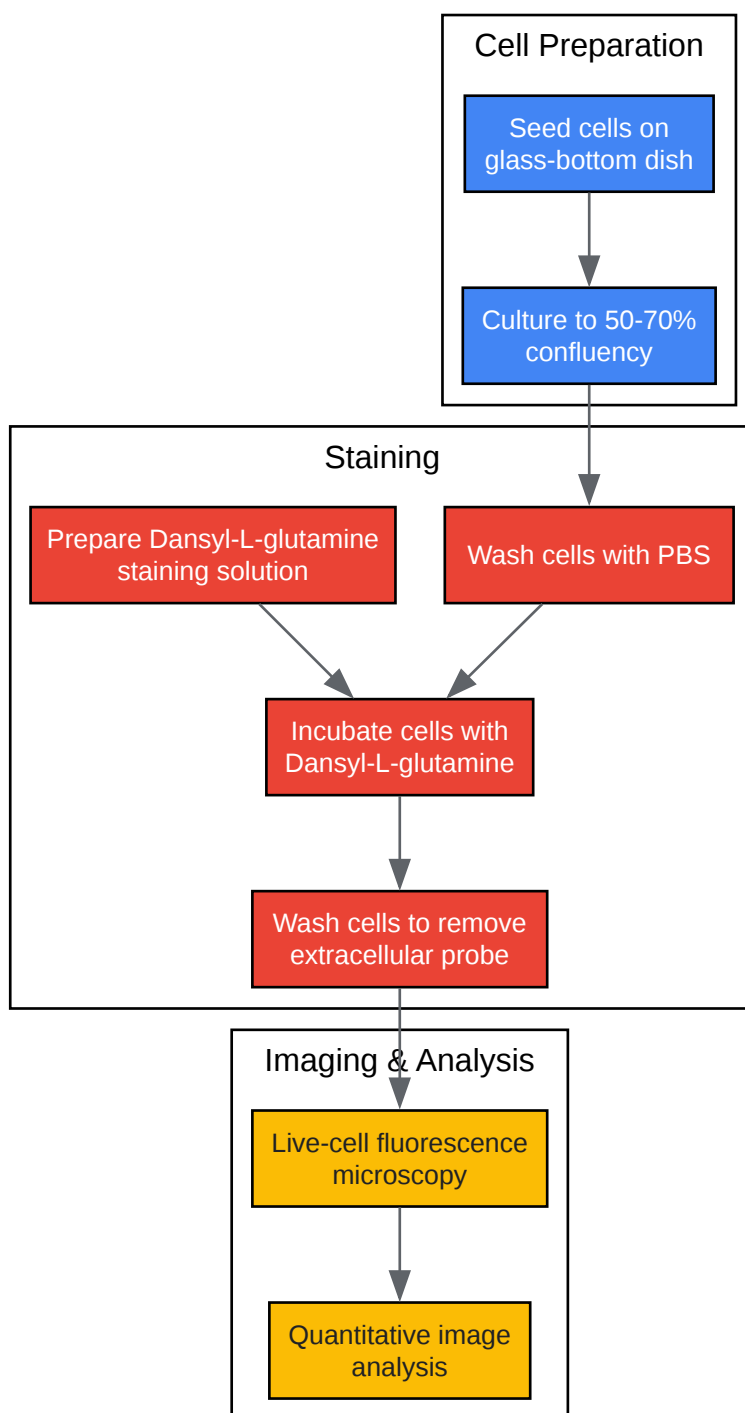 Cell Preparation
Seed cells on
glass-bottom dish
Culture to 50-70%
confluency
Staining
Prepare Dansyl-L-glutamine
staining solution
Wash cells with PBS
Incubate cells with
Dansyl-L-glutamine
Wash cells to remove
extracellular probe
Imaging & Analysis
Live-cell fluorescence
microscopy
Quantitative image
analysis